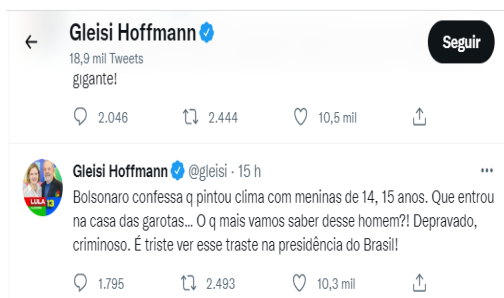 Gleisi Hoffmann
Seguir
18,9 mil Tweets
gigante!
2.046 2.444 10,5 mil
Gleisi Hoffmann @gleisi · 15 h
Bolsonaro confessa q pintou clima com meninas de 14, 15 anos. Que entrou
na casa das garotas... O q mais vamos saber desse homem?! Depravado,
criminoso. É triste ver esse traste na presidência do Brasil!
LULA 13
1.795 2.493 10,3 mil